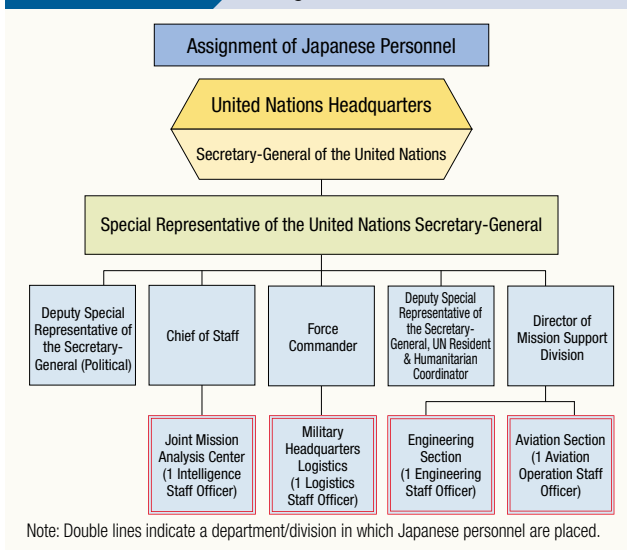 Assignment of Japanese Personnel
United Nations Headquarters
Secretary-General of the United Nations
Special Representative of the United Nations Secretary-General
Deputy Special
Representative of
the Secretary-
General (Political)
Chief of Staff
Force
Commander
Deputy Special
Representative of
the Secretary-
General, UN Resident
& Humanitarian
Coordinator
Director of
Mission Support
Division
Joint Mission
Analysis Center
(1 Intelligence
Staff Officer)
Military
Headquarters
Logistics
(1 Logistics
Staff Officer)
Engineering
Section
(1 Engineering
Staff Officer)
Aviation Section
(1 Aviation
Operation Staff
Officer)
Note: Double lines indicate a department/division in which Japanese personnel are placed.